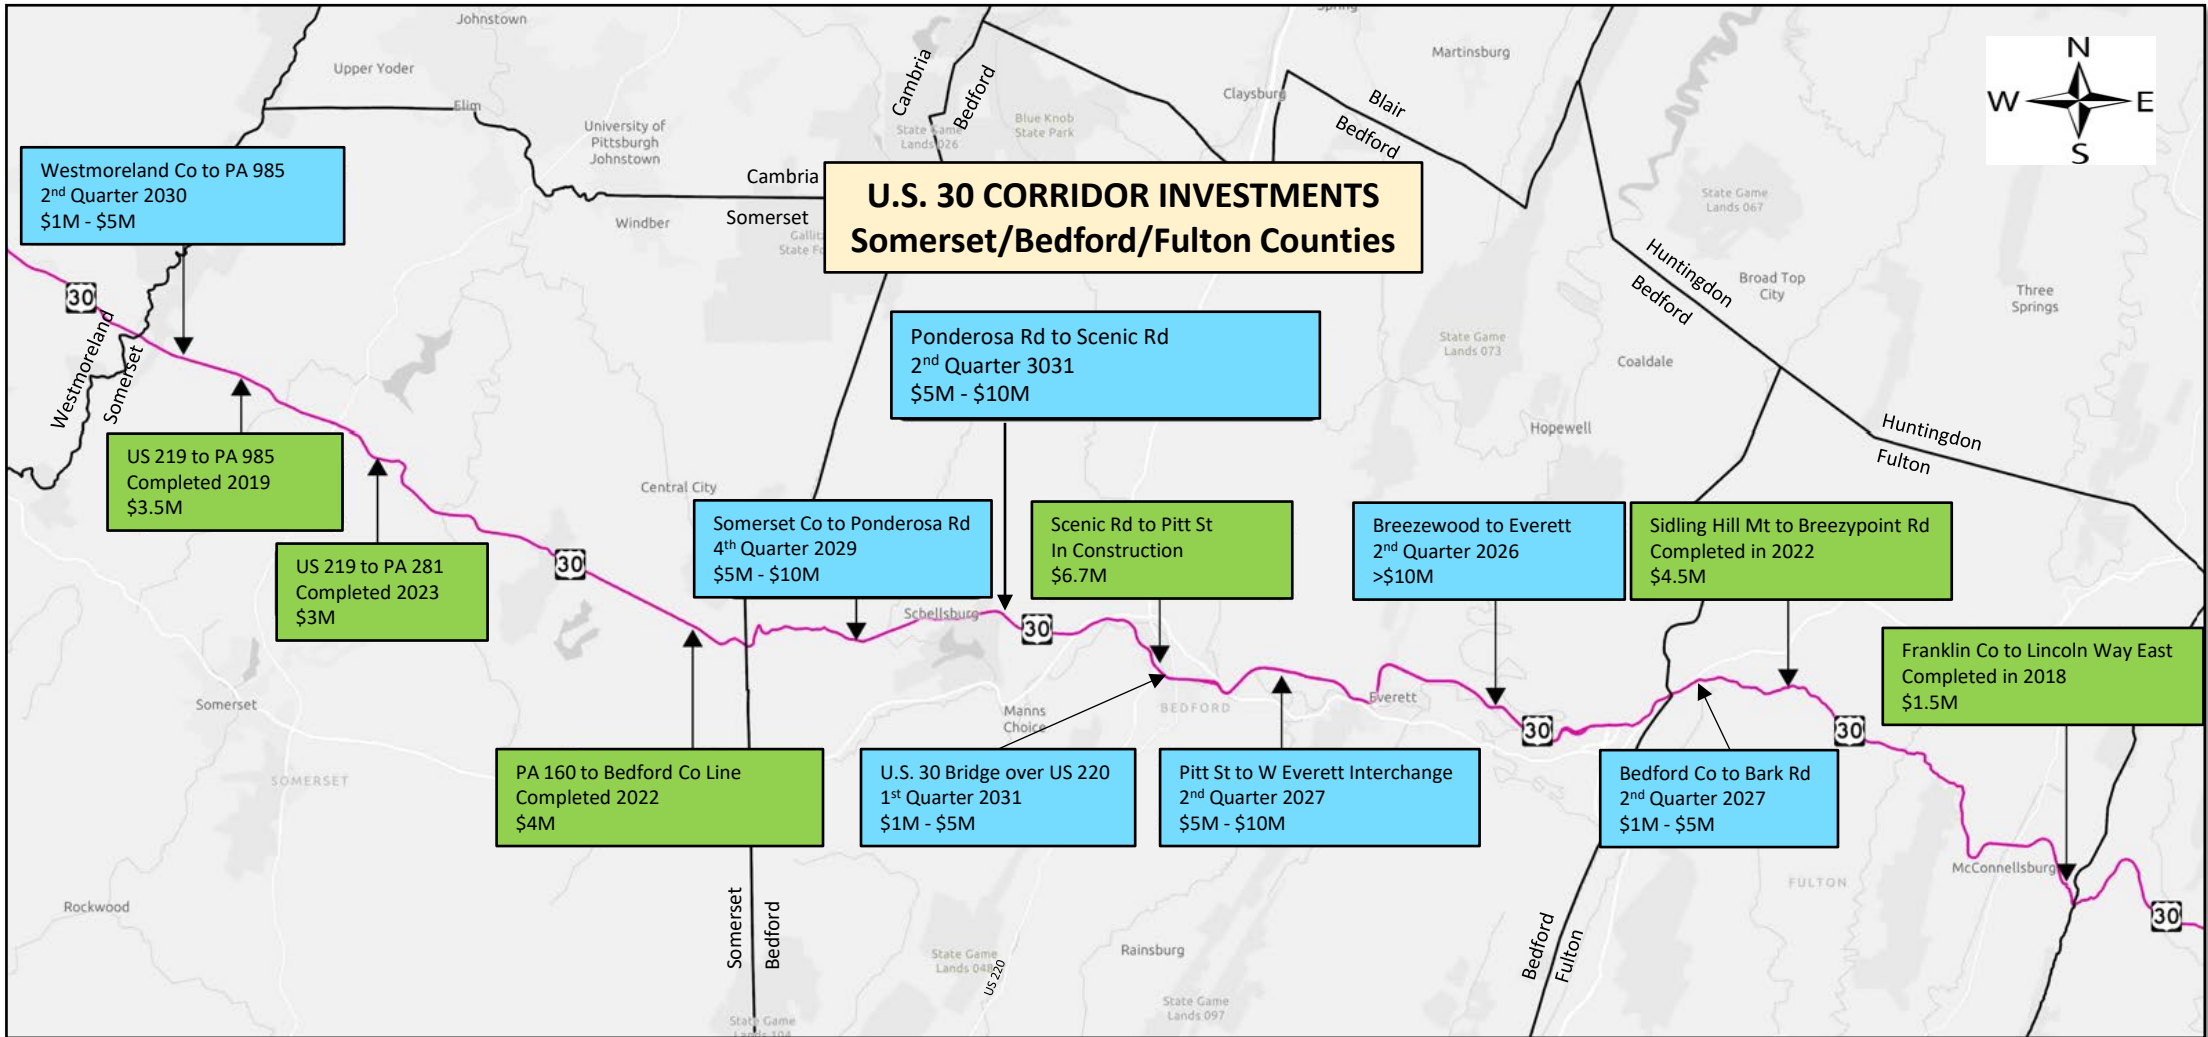 Johnstown
Spring
Martinsburg
N
W E
S
Upper Yoder
Elim
Cambria
Bedford
Claysburg
Blair
Bedford
University of
Pittsburgh
Johnstown
State Game
Lands 026
Blue Knob
State Park
Westmoreland Co to PA 985
2nd Quarter 2030
$1M - $5M
Cambria
Somerset
Windber
U.S. 30 CORRIDOR INVESTMENTS
Somerset/Bedford/Fulton Counties
State Game
Lands 067
Huntingdon
Bedford
Broad Top
City
Three
Springs
30
Westmoreland
Somerset
Ponderosa Rd to Scenic Rd
2nd Quarter 3031
$5M - $10M
State Game
Lands 073
Coaldale
Hopewell
Huntingdon
Fulton
US 219 to PA 985
Completed 2019
$3.5M
Central City
US 219 to PA 281
Completed 2023
$3M
30
Somerset Co to Ponderosa Rd
4th Quarter 2029
$5M - $10M
Scenic Rd to Pitt St
In Construction
$6.7M
Breezewood to Everett
2nd Quarter 2026
>$10M
Sidling Hill Mt to Breezypoint Rd
Completed in 2022
$4.5M
Schellsburg
30
Franklin Co to Lincoln Way East
Completed in 2018
$1.5M
Somerset
Manns
Choice
BEDFORD
Everett
30
30
SOMERSET
PA 160 to Bedford Co Line
Completed 2022
$4M
U.S. 30 Bridge over US 220
1st Quarter 2031
$1M - $5M
Pitt St to W Everett Interchange
2nd Quarter 2027
$5M - $10M
Bedford Co to Bark Rd
2nd Quarter 2027
$1M - $5M
McConnellsburg
FULTON
Rockwood
Somerset
Bedford
30
State Game
Lands 048
US 220
Rainsburg
Bedford
Fulton
State Game
Lands 097
State Game
Lands 104